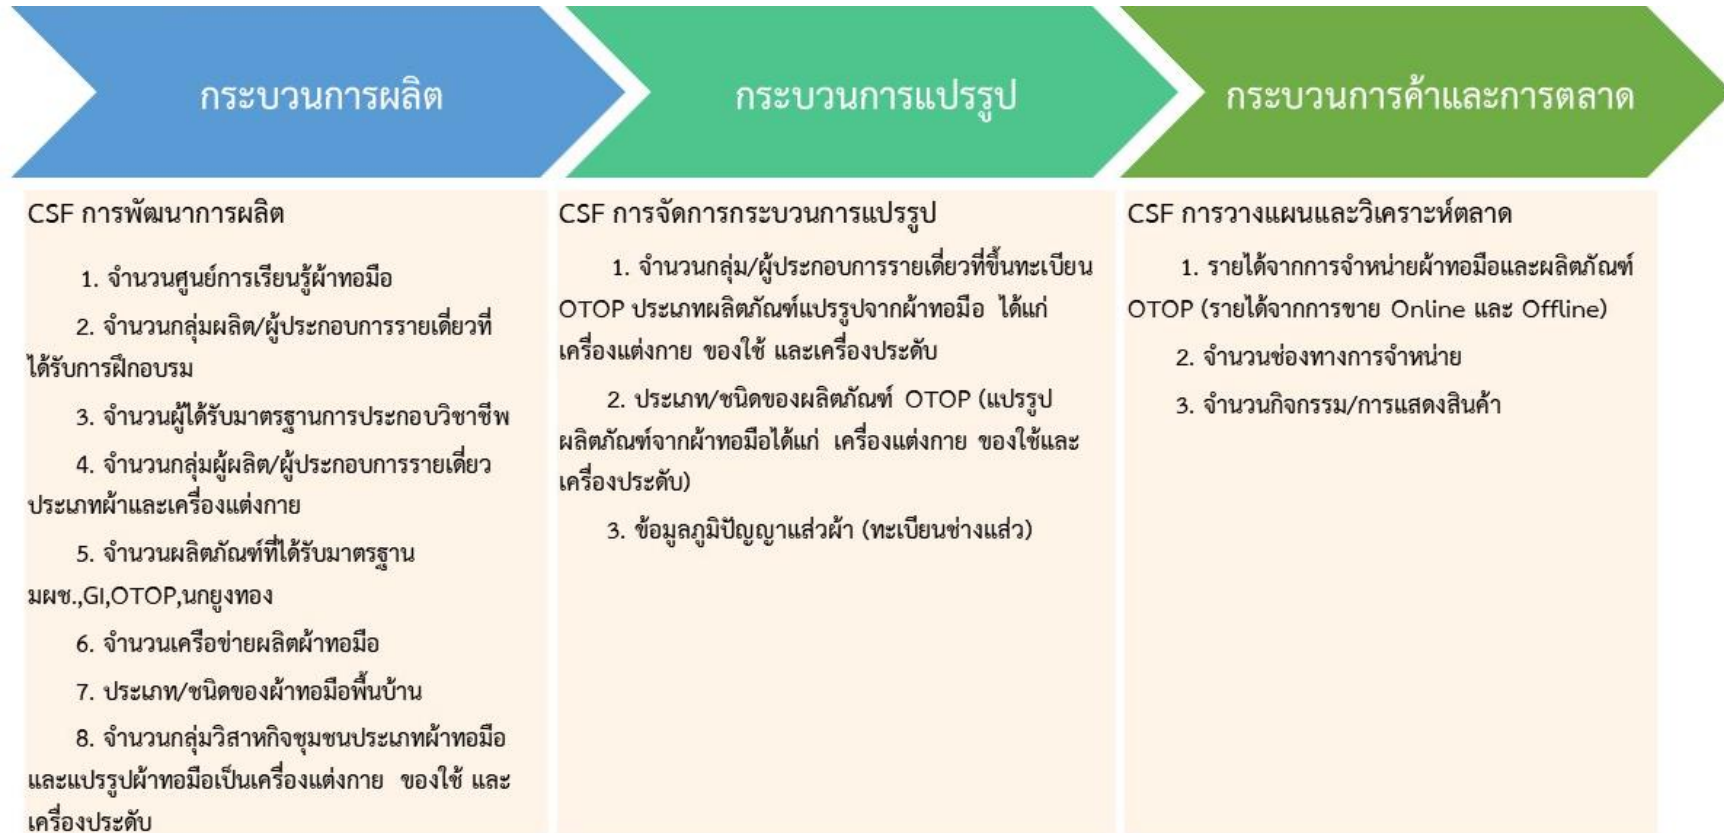 กระบวนการผลิต
กระบวนการแปรรูป
กระบวนการค้าและการตลาด
CSF การพัฒนาการผลิต
1. จำนวนศูนย์การเรียนรู้ผ้าทอมือ
2. จำนวนกลุ่มผลิต/ผู้ประกอบการรายเดี่ยวที่
ได้รับการฝึกอบรม
3. จำนวนผู้ได้รับมาตรฐานการประกอบวิชาชีพ
4. จำนวนกลุ่มผู้ผลิต/ผู้ประกอบการรายเดี่ยว
ประเภทผ้าและเครื่องแต่งกาย
5. จำนวนผลิตภัณฑ์ที่ได้รับมาตรฐาน
มผช.,GI,OTOP,นกยูงทอง
6. จำนวนเครือข่ายผลิตผ้าทอมือ
7. ประเภท/ชนิดของผ้าทอมือพื้นบ้าน
8. จำนวนกลุ่มวิสาหกิจชุมชนประเภทผ้าทอมือ
และแปรรูปผ้าทอมือเป็นเครื่องแต่งกาย ของใช้ และ
เครื่องประดับ
CSF การจัดการกระบวนการแปรรูป
1. จำนวนกลุ่ม/ผู้ประกอบการรายเดี่ยวที่ขึ้นทะเบียน
OTOP ประเภทผลิตภัณฑ์แปรรูปจากผ้าทอมือ ได้แก่
เครื่องแต่งกาย ของใช้ และเครื่องประดับ
2. ประเภท/ชนิดของผลิตภัณฑ์ OTOP (แปรรูป
ผลิตภัณฑ์จากผ้าทอมือได้แก่ เครื่องแต่งกาย ของใช้และ
เครื่องประดับ)
3. ข้อมูลภูมิปัญญาแส่วผ้า (ทะเบียนช่างแส่ว)
CSF การวางแผนและวิเคราะห์ตลาด
1. รายได้จากการจำหน่ายผ้าทอมือและผลิตภัณฑ์
OTOP (รายได้จากการขาย Online และ Offline)
2. จำนวนช่องทางการจำหน่าย
3. จำนวนกิจกรรม/การแสดงสินค้า